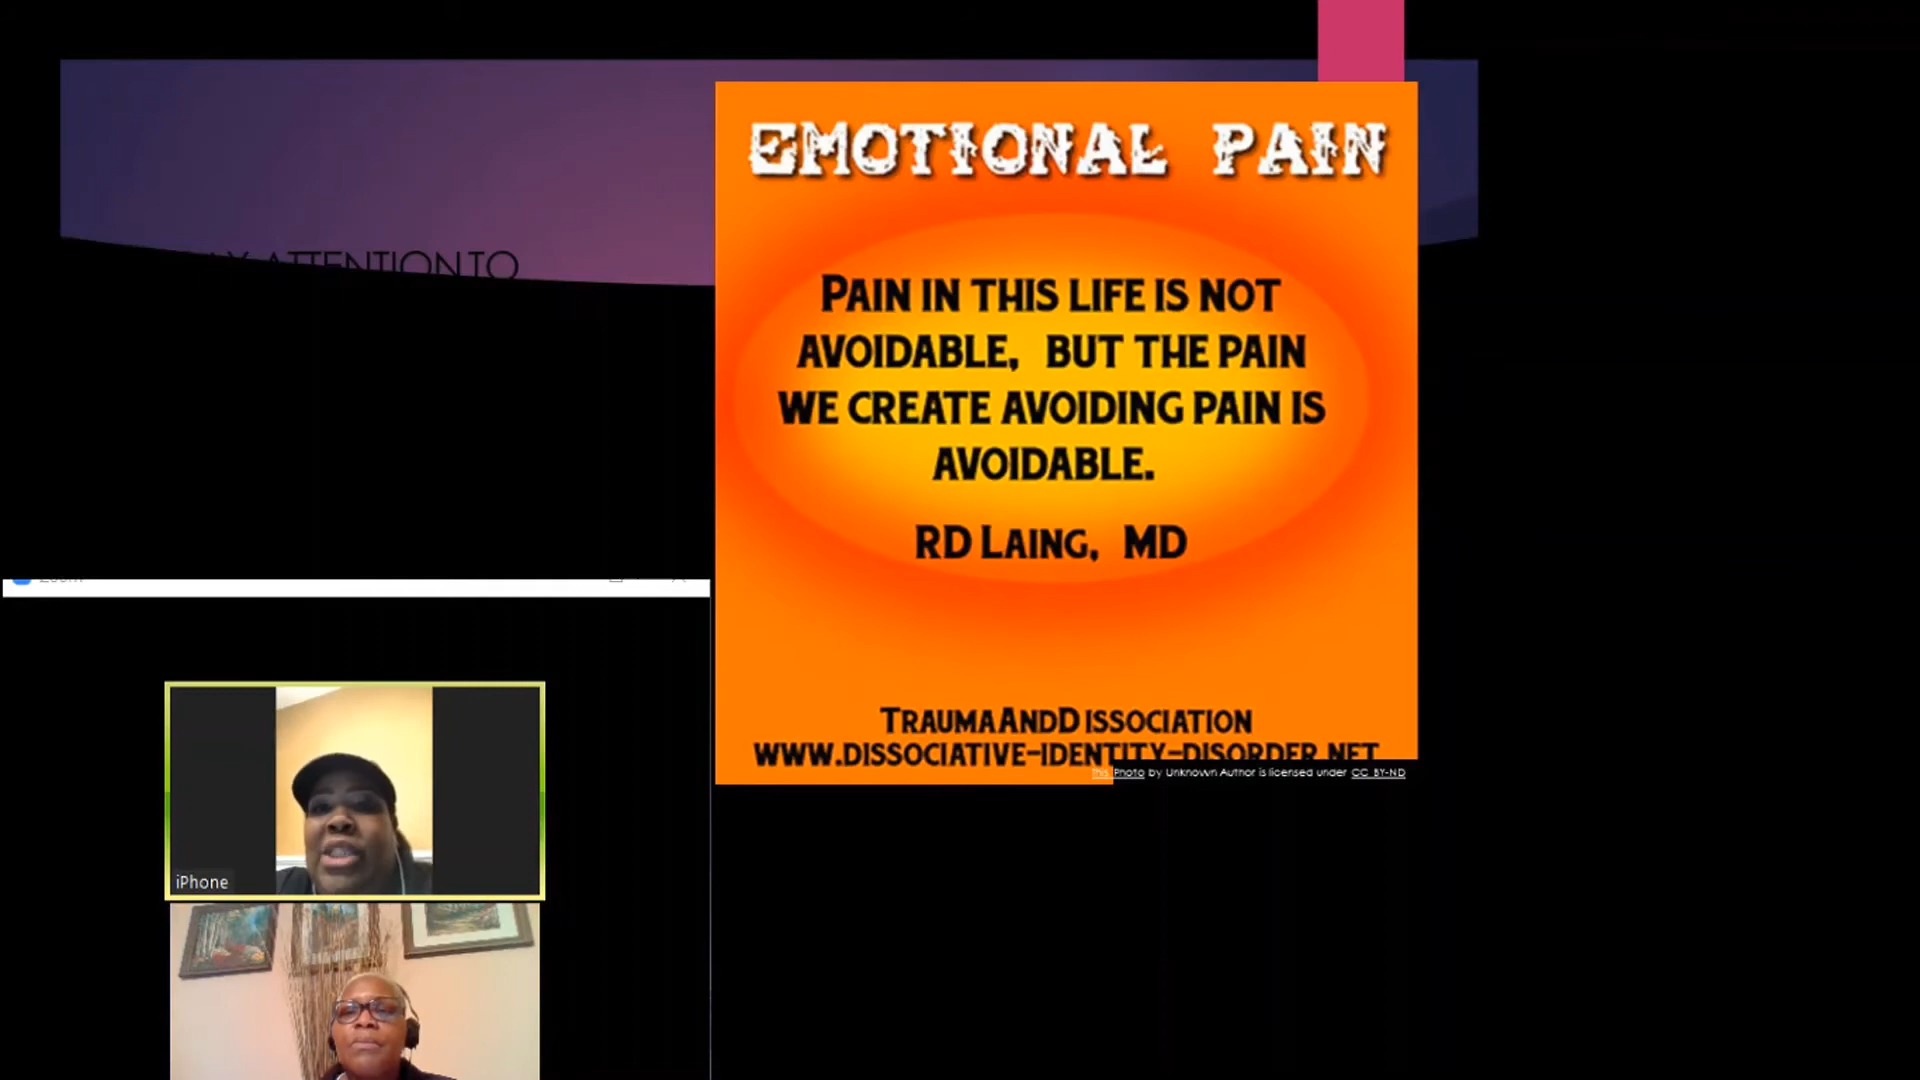 ATTENTION TO
EMOTIONAL PAIN
PAIN IN THIS LIFE IS NOT
AVOIDABLE, BUT THE PAIN
WE CREATE AVOIDING PAIN IS
AVOIDABLE.
RD LAING, MD
TRAUMAANDDISSOCIATION
WWW.DISSOCIATIVE-IDENTITY-DISORDER.NET
This Photo by Unknown Author is licensed under CC BY-ND
iPhone